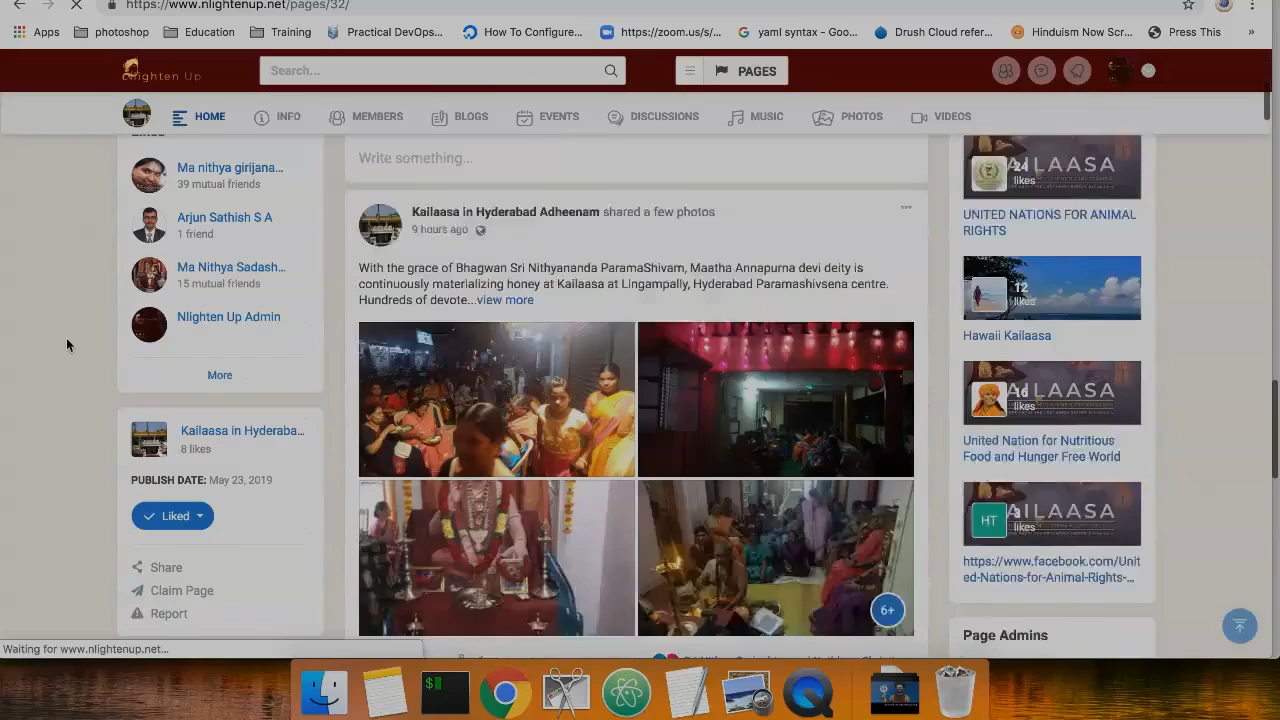 https://www.nlightenup.net/pages/32/
Apps photoshop Education Training Practical DevOps... How To Configure... https://zoom.us/s/... yaml syntax - Goo... Drush Cloud refer... Hinduism Now Scr... Press This »
nlighten Up Search... PAGES
HOME INFO MEMBERS BLOGS EVENTS DISCUSSIONS MUSIC PHOTOS VIDEOS
Ma nithya girijana...
39 mutual friends
Arjun Sathish S A
1 friend
Ma Nithya Sadash...
15 mutual friends
Nlighten Up Admin
More
Kailaasa in Hyderaba...
8 likes
PUBLISH DATE: May 23, 2019
Liked
Share
Claim Page
Report
Write something...
Kailaasa in Hyderabad Adheenam shared a few photos
9 hours ago
With the grace of Bhagwan Sri Nithyananda ParamaShivam, Maatha Annapurna devi deity is
continuously materializing honey at Kailaasa at Lingampally, Hyderabad Paramashivsena centre.
Hundreds of devote...view more
6+
AILAASA
24
likes
UNITED NATIONS FOR ANIMAL
RIGHTS
12
likes
Hawaii Kailaasa
AILAASA
16
likes
United Nation for Nutritious
Food and Hunger Free World
AILAASA
HT
likes
https://www.facebook.com/Unit
ed-Nations-for-Animal-Rights-...
Page Admins
Waiting for www.nlightenup.net...
$